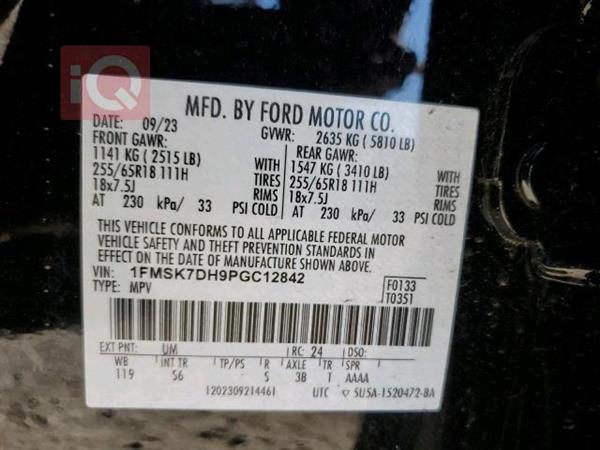 iQ
MFD. BY FORD MOTOR CO.
DATE: 09/23 GVWR: 2635 KG (5810 LB)
FRONT GAWR: REAR GAWR:
1141 KG (2515 LB) WITH 1547 KG (3410 LB) WITH
255/65R18 111H TIRES 255/65R18 111H TIRES
18x7.5J RIMS 18x7.5J RIMS
AT 230 kPa/ 33 PSI COLD AT 230 kPa/ 33 PSI COLD
THIS VEHICLE CONFORMS TO ALL APPLICABLE FEDERAL MOTOR
VEHICLE SAFETY AND THEFT PREVENTION STANDARDS IN
EFFECT ON THE DATE OF MANUFACTURE SHOWN ABOVE.
VIN: 1FMSK7DH9PGC12842 F0133
TYPE: MPV T0351
EXT PNT: UM RC: 24 DSO:
WB INT TR TP/PS R AXLE TR SPR
119 S6 S 3B T AAAA
1202309214461 UTC 5U5A-1520472-BA